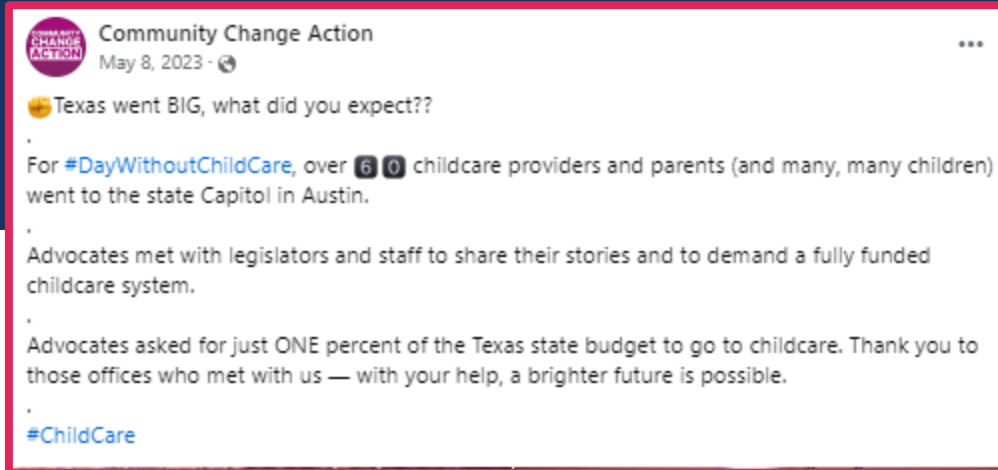 COMMUNITY
CHANGE
ACTION
Community Change Action
May 8, 2023 ·
✊Texas went BIG, what did you expect??
.
For #DayWithoutChildCare, over 6️⃣0️⃣ childcare providers and parents (and many, many children)
went to the state Capitol in Austin.
.
Advocates met with legislators and staff to share their stories and to demand a fully funded
childcare system.
.
Advocates asked for just ONE percent of the Texas state budget to go to childcare. Thank you to
those offices who met with us — with your help, a brighter future is possible.
.
#ChildCare